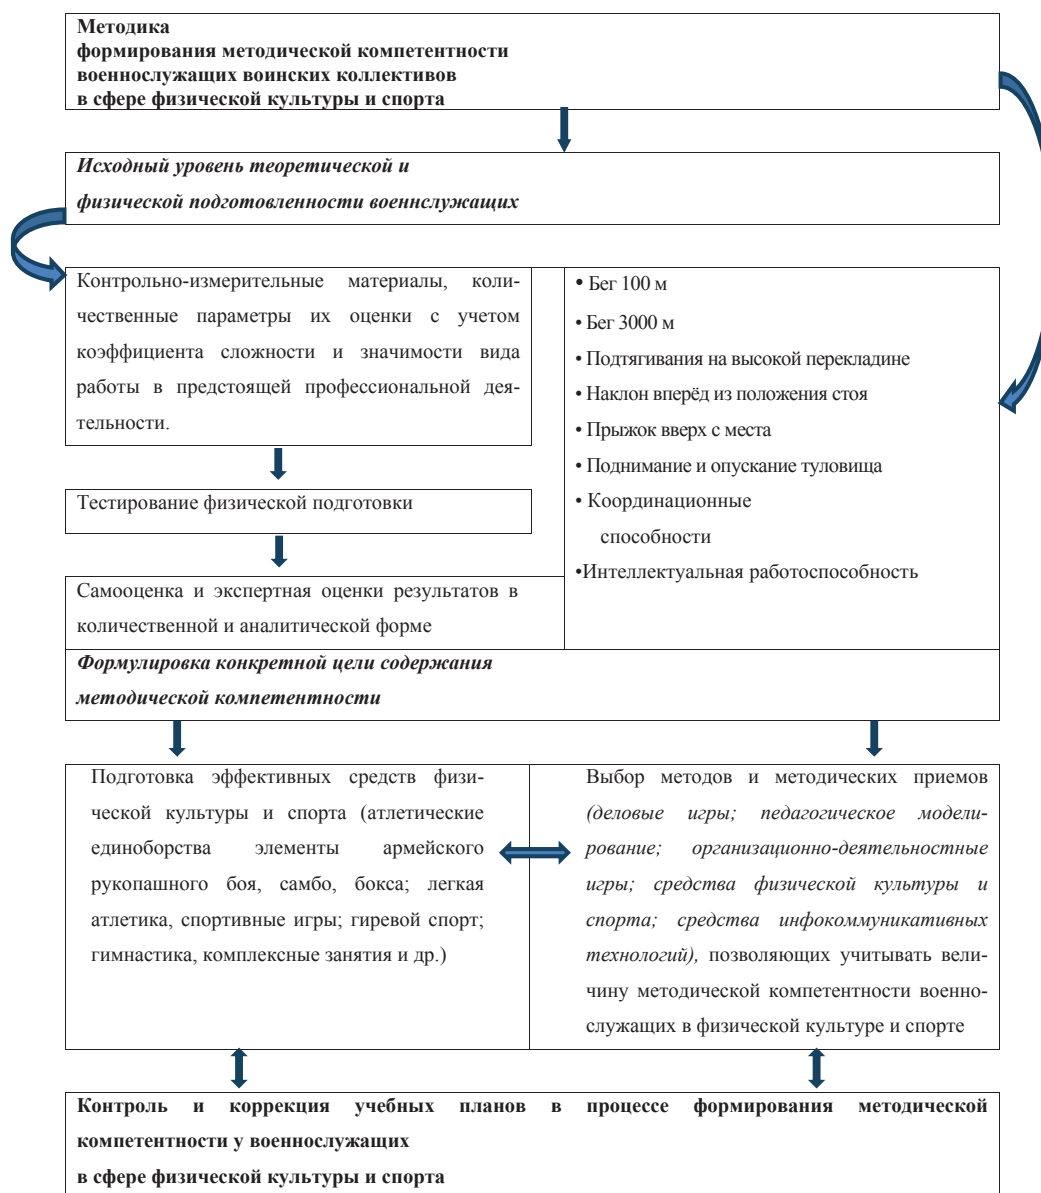 Методика
формирования методической компетентности
военнослужащих воинских коллективов
в сфере физической культуры и спорта
Исходный уровень теоретической и
физической подготовленности военнслужащих
Контрольно-измерительные материалы, коли-
чественные параметры их оценки с учетом
коэффициента сложности и значимости вида
работы в предстоящей профессиональной дея-
тельности.
Тестирование физической подготовки
Самооценка и экспертная оценки результатов в
количественной и аналитической форме
• Бег 100 м
• Бег 3000 м
• Подтягивания на высокой перекладине
• Наклон вперёд из положения стоя
• Прыжок вверх с места
• Поднимание и опускание туловища
• Координационные
способности
•Интеллектуальная работоспособность
Формулировка конкретной цели содержания
методической компетентности
Подготовка эффективных средств физи-
ческой культуры и спорта (атлетические
единоборства элементы армейского
рукопашного боя, самбо, бокса; легкая
атлетика, спортивные игры; гиревой спорт;
гимнастика, комплексные занятия и др.)
Выбор методов и методических приемов
(деловые игры; педагогическое модели-
рование; организационно-деятельностные
игры; средства физической культуры и
спорта; средства инфокоммуникативных
технологий), позволяющих учитывать вели-
чину методической компетентности военно-
служащих в физической культуре и спорте
Контроль и коррекция учебных планов в процессе формирования методической
компетентности у военнослужащих
в сфере физической культуры и спорта